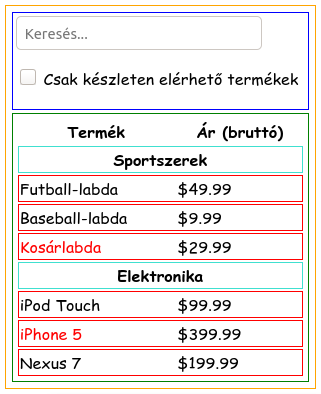 Keresés...
Csak készleten elérhető termékek
Termék Ár (bruttó)
Sportszerek
Futball-labda $49.99
Baseball-labda $9.99
Kosárlabda $29.99
Elektronika
iPod Touch $99.99
iPhone 5 $399.99
Nexus 7 $199.99